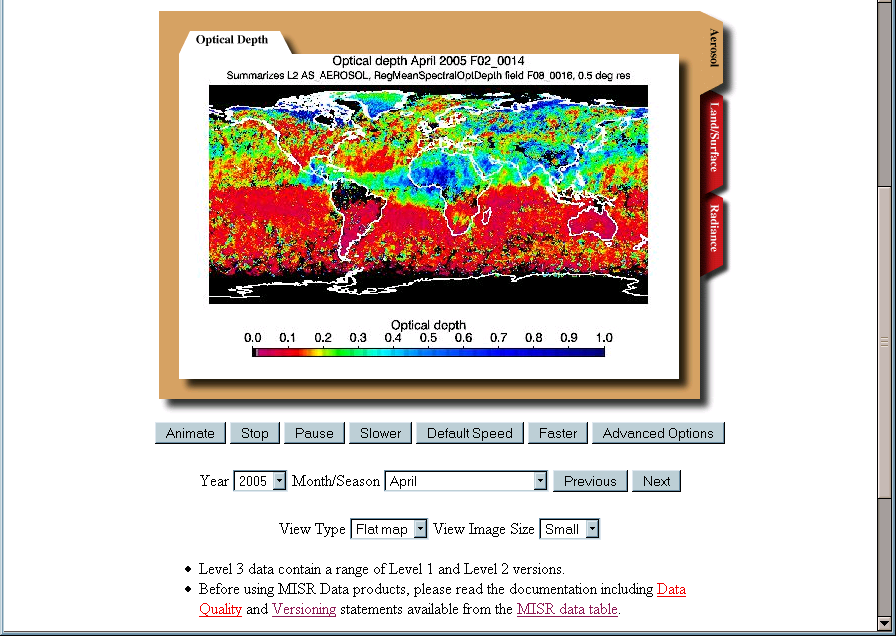 Optical Depth
Aerosol
Land/Surface
Radiance
Optical depth April 2005 F02_0014
Summarizes L2 AS_AEROSOL, RegMeanSpectralOptDepth field F08_0016, 0.5 deg res
Optical depth
0.0 0.1 0.2 0.3 0.4 0.5 0.6 0.7 0.8 0.9 1.0
Animate Stop Pause Slower Default Speed Faster Advanced Options
Year 2005 Month/Season April Previous Next
View Type Flat map View Image Size Small
Level 3 data contain a range of Level 1 and Level 2 versions.
Before using MISR Data products, please read the documentation including Data
Quality and Versioning statements available from the MISR data table.